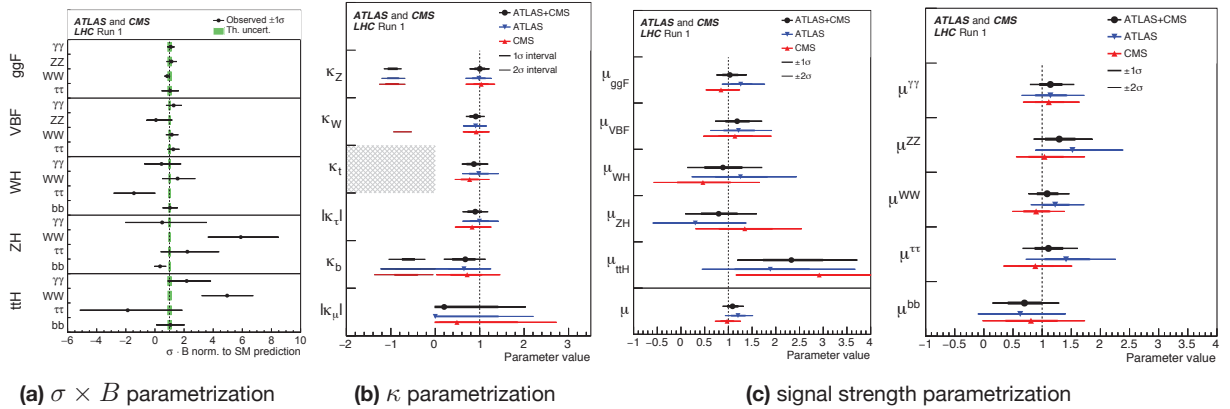 ATLAS and CMS
LHC Run 1
Observed ±1σ
Th. uncert.
ggF
γγ
ZZ
WW
ττ
VBF
γγ
ZZ
WW
ττ
WH
γγ
WW
ττ
bb
ZH
γγ
WW
ττ
bb
ttH
γγ
WW
ττ
bb
−6 −4 −2 0 2 4 6 8 10
σ · B norm. to SM prediction
(a) σ × B parametrization
ATLAS and CMS
LHC Run 1
ATLAS+CMS
ATLAS
CMS
1σ interval
2σ interval
κZ
κW
κt
|κτ|
κb
|κμ|
−2 −1 0 1 2 3
Parameter value
(b) κ parametrization
ATLAS and CMS
LHC Run 1
ATLAS+CMS
ATLAS
CMS
±1σ
±2σ
μggF
μVBF
μWH
μZH
μttH
μ
−1 −0.5 0 0.5 1 1.5 2 2.5 3 3.5 4
Parameter value
ATLAS and CMS
LHC Run 1
ATLAS+CMS
ATLAS
CMS
±1σ
±2σ
μγγ
μZZ
μWW
μττ
μbb
−1 −0.5 0 0.5 1 1.5 2 2.5 3 3.5 4
Parameter value
(c) signal strength parametrization